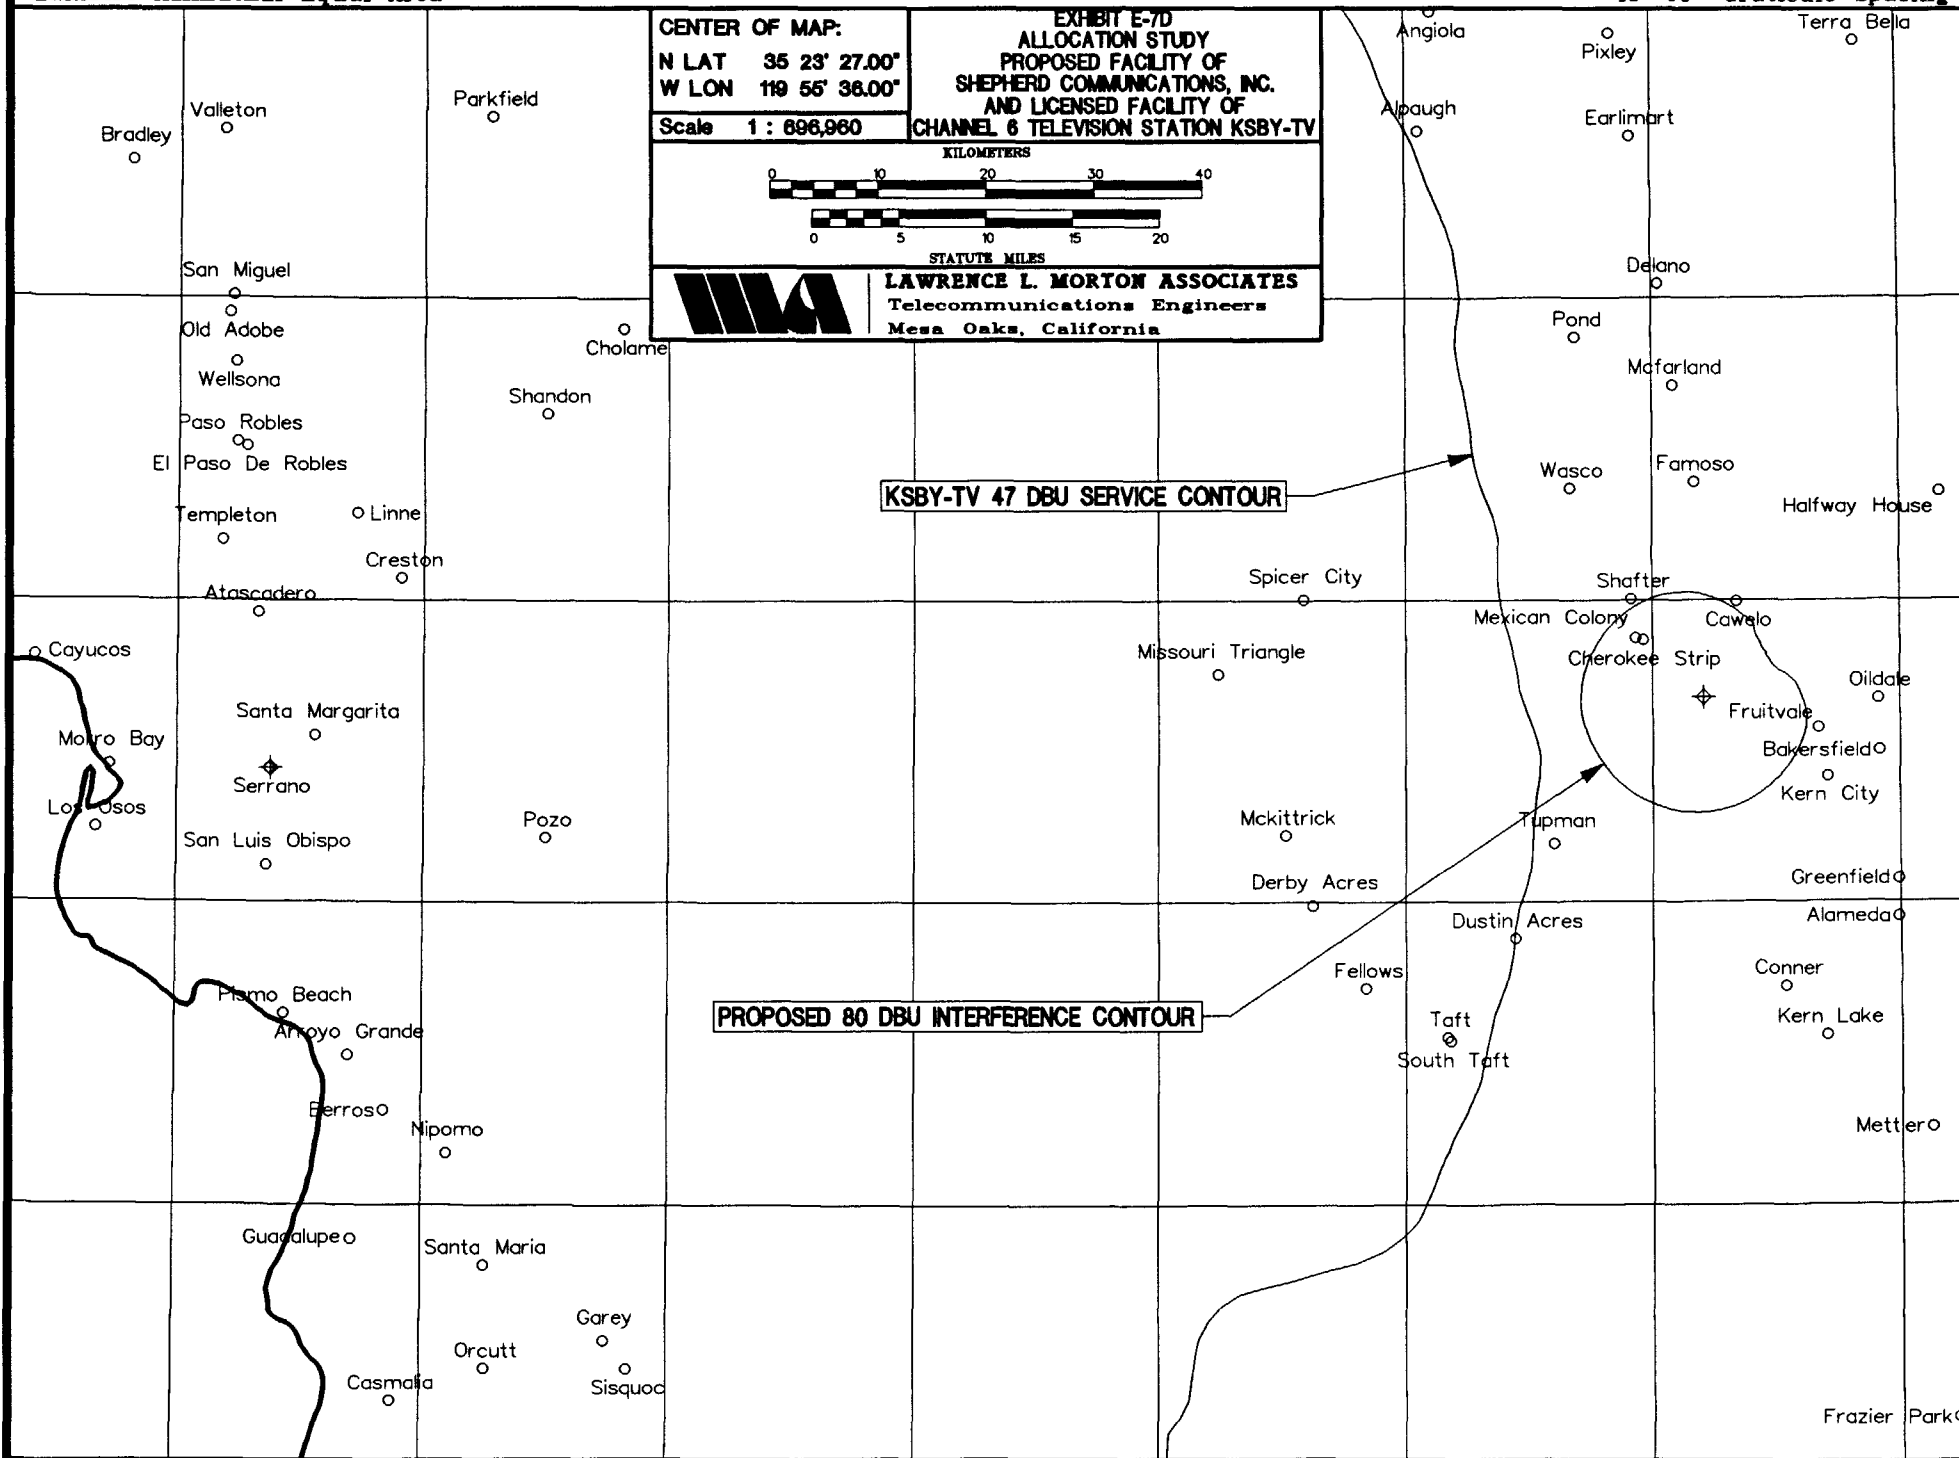 CENTER OF MAP:
N LAT 35 23' 27.00"
W LON 119 55' 36.00"
Scale 1 : 696,960
EXHIBIT E-7D
ALLOCATION STUDY
PROPOSED FACILITY OF
SHEPHERD COMMUNICATIONS, INC.
AND LICENSED FACILITY OF
CHANNEL 6 TELEVISION STATION KSBY-TV
KILOMETERS
0 10 20 30 40
0 5 10 15 20
STATUTE MILES
LAWRENCE L. MORTON ASSOCIATES
Telecommunications Engineers
Mesa Oaks, California
Angiola
Pixley
Terra Bella
Valleton
Parkfield
Bradley
Alpaugh
Earlimart
San Miguel
Delano
Old Adobe
Cholame
Pond
Wellsona
Mcfarland
Shandon
Paso Robles
El Paso De Robles
KSBY-TV 47 DBU SERVICE CONTOUR
Wasco
Famoso
Halfway House
Templeton
Linne
Creston
Spicer City
Shafter
Atascadero
Mexican Colony
Cawelo
Cayucos
Missouri Triangle
Cherokee Strip
Oildale
Santa Margarita
Fruitvale
Morro Bay
Bakersfield
Serrano
Kern City
Los Osos
Pozo
Mckittrick
Tupman
San Luis Obispo
Derby Acres
Greenfield
Alameda
Dustin Acres
Fellows
Conner
Pismo Beach
PROPOSED 80 DBU INTERFERENCE CONTOUR
Taft
Kern Lake
Arroyo Grande
South Taft
Berros
Nipomo
Mettler
Guadalupe
Santa Maria
Garey
Orcutt
Casmalia
Sisquoc
Frazier Park